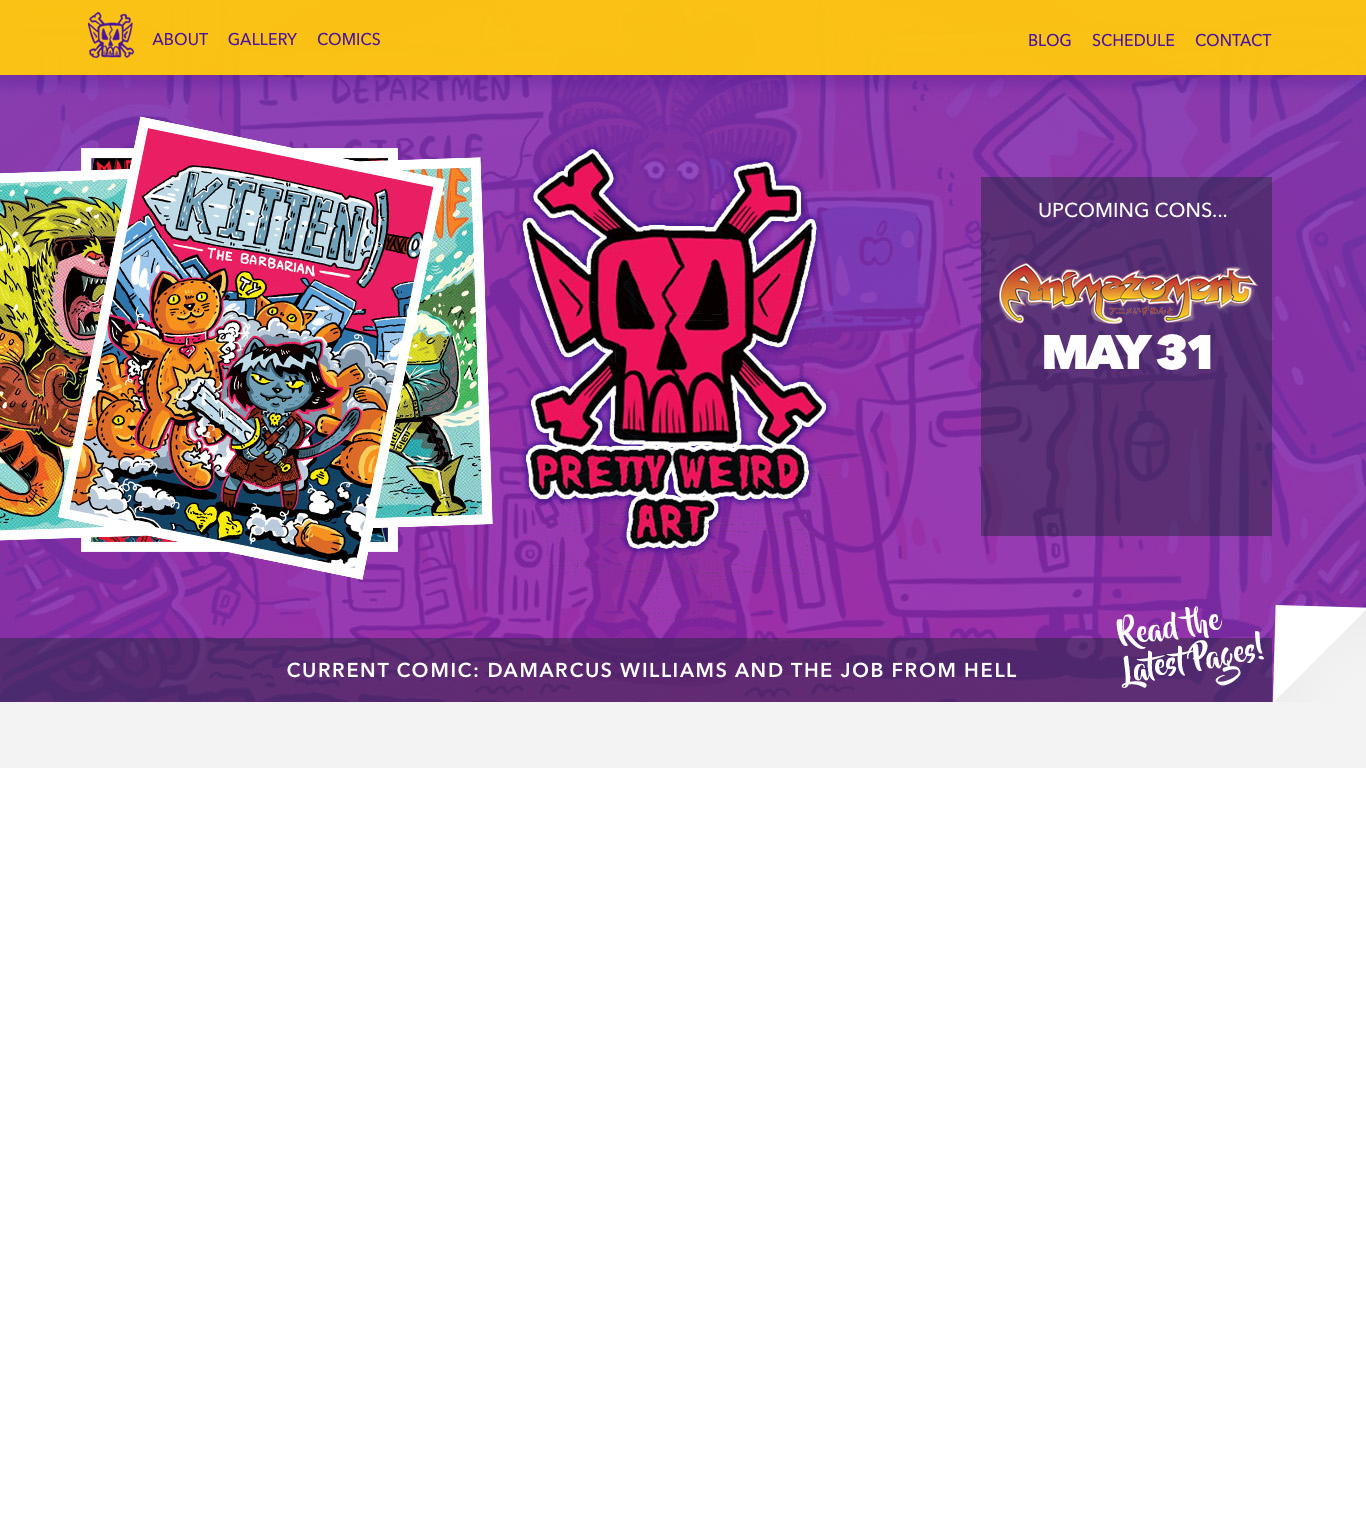 ABOUT GALLERY COMICS
BLOG SCHEDULE CONTACT
IT DEPARTMENT
CIRCLE
KITTEN
THE BARBARIAN
PRETTY WEIRD
ART
UPCOMING CONS...
Animazement
MAY 31
CURRENT COMIC: DAMARCUS WILLIAMS AND THE JOB FROM HELL
Read the
Latest Pages!